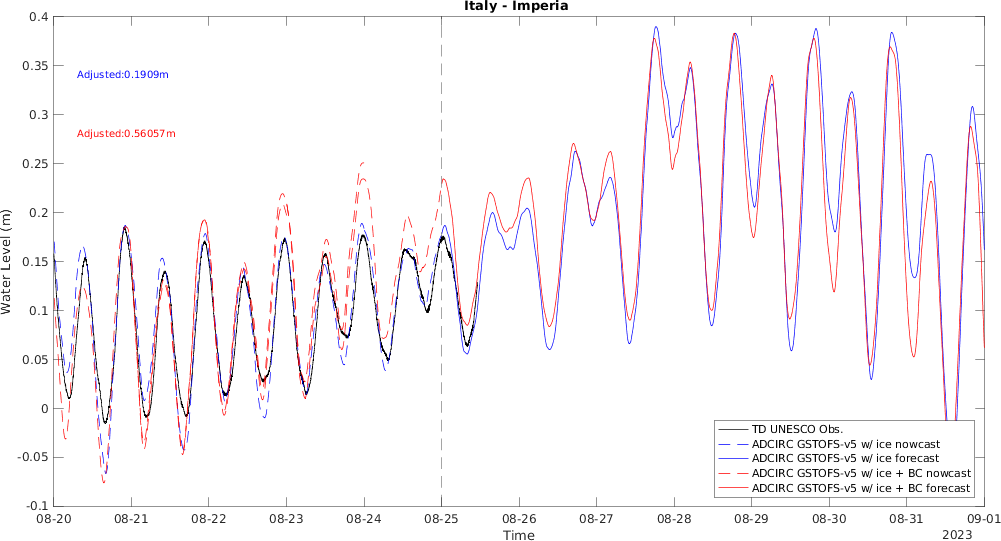 Italy - Imperia
0.4
0.35
0.3
0.25
0.2
0.15
0.1
0.05
0
-0.05
-0.1
Water Level (m)
Adjusted:0.1909m
Adjusted:0.56057m
TD UNESCO Obs.
ADCIRC GSTOFS-v5 w/ ice nowcast
ADCIRC GSTOFS-v5 w/ ice forecast
ADCIRC GSTOFS-v5 w/ ice + BC nowcast
ADCIRC GSTOFS-v5 w/ ice + BC forecast
08-20 08-21 08-22 08-23 08-24 08-25 08-26 08-27 08-28 08-29 08-30 08-31 09-01
Time
2023